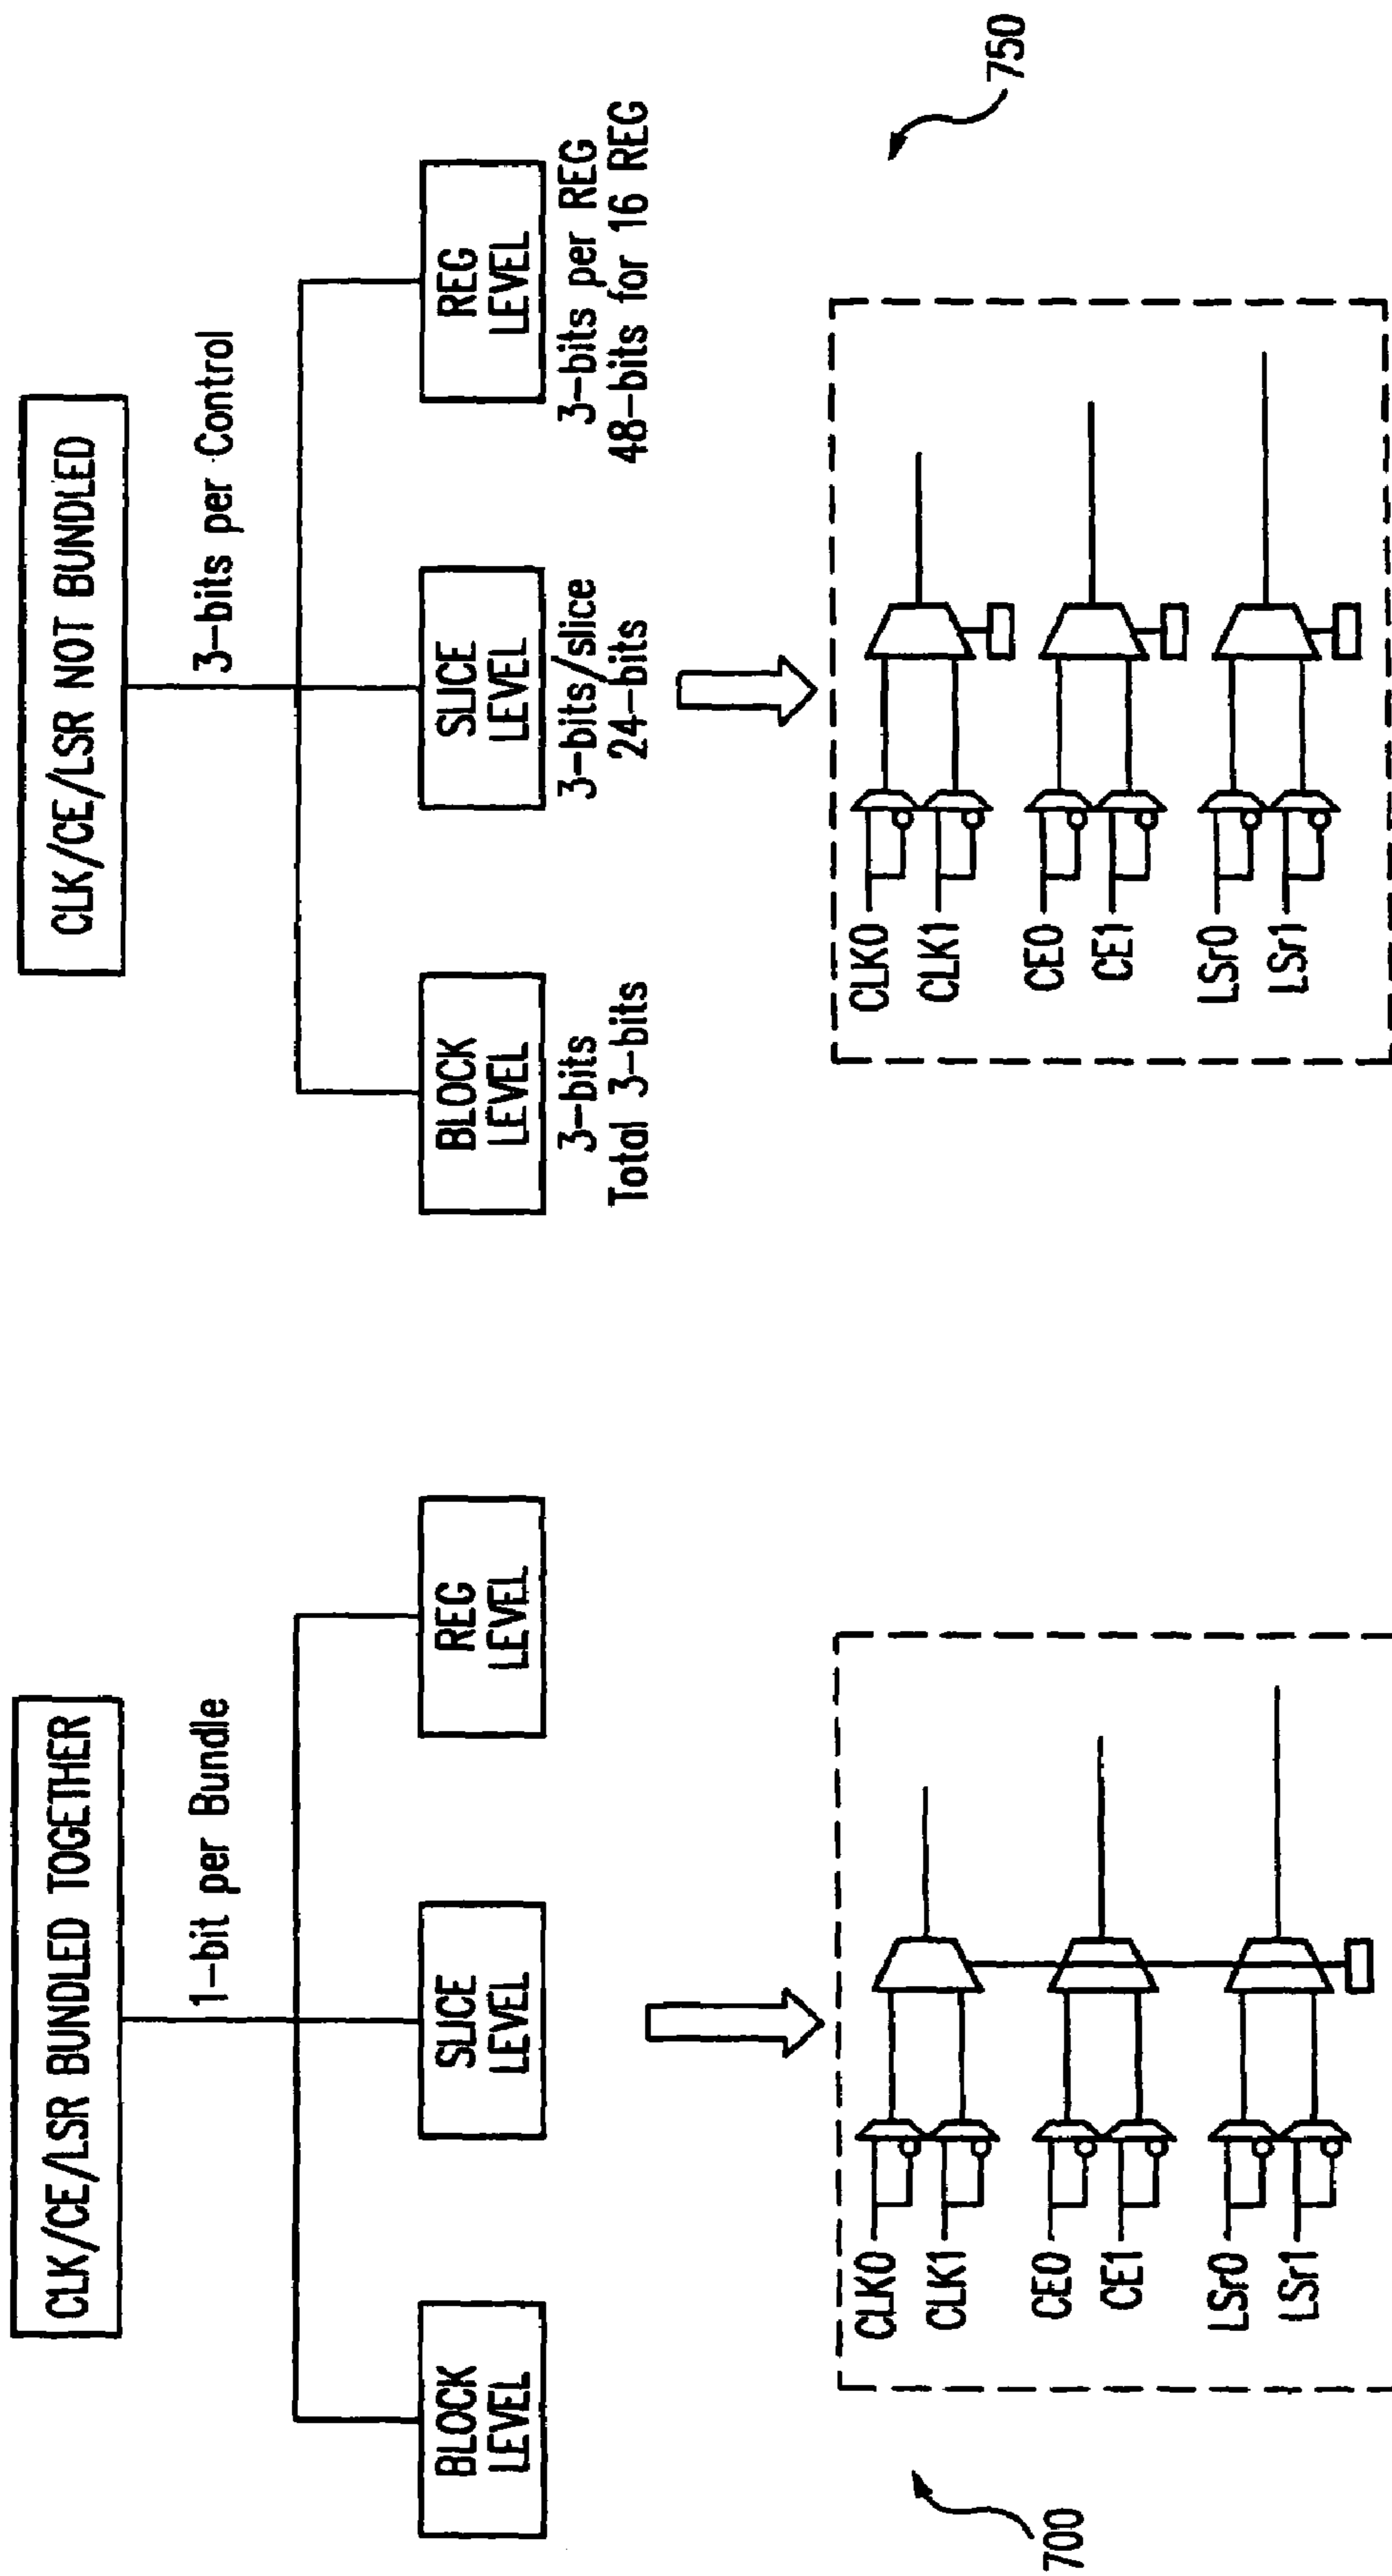 CLK/CE/LSR BUNDLED TOGETHER
1-bit per Bundle
BLOCK
LEVEL
SLICE
LEVEL
REG
LEVEL
CLK0
CLK1
CE0
CE1
LSr0
LSr1
700
CLK/CE/LSR NOT BUNDLED
3-bits per Control
BLOCK
LEVEL
3-bits
Total 3-bits
SLICE
LEVEL
3-bits/slice
24-bits
REG
LEVEL
3-bits per REG
48-bits for 16 REG
CLK0
CLK1
CE0
CE1
LSr0
LSr1
750